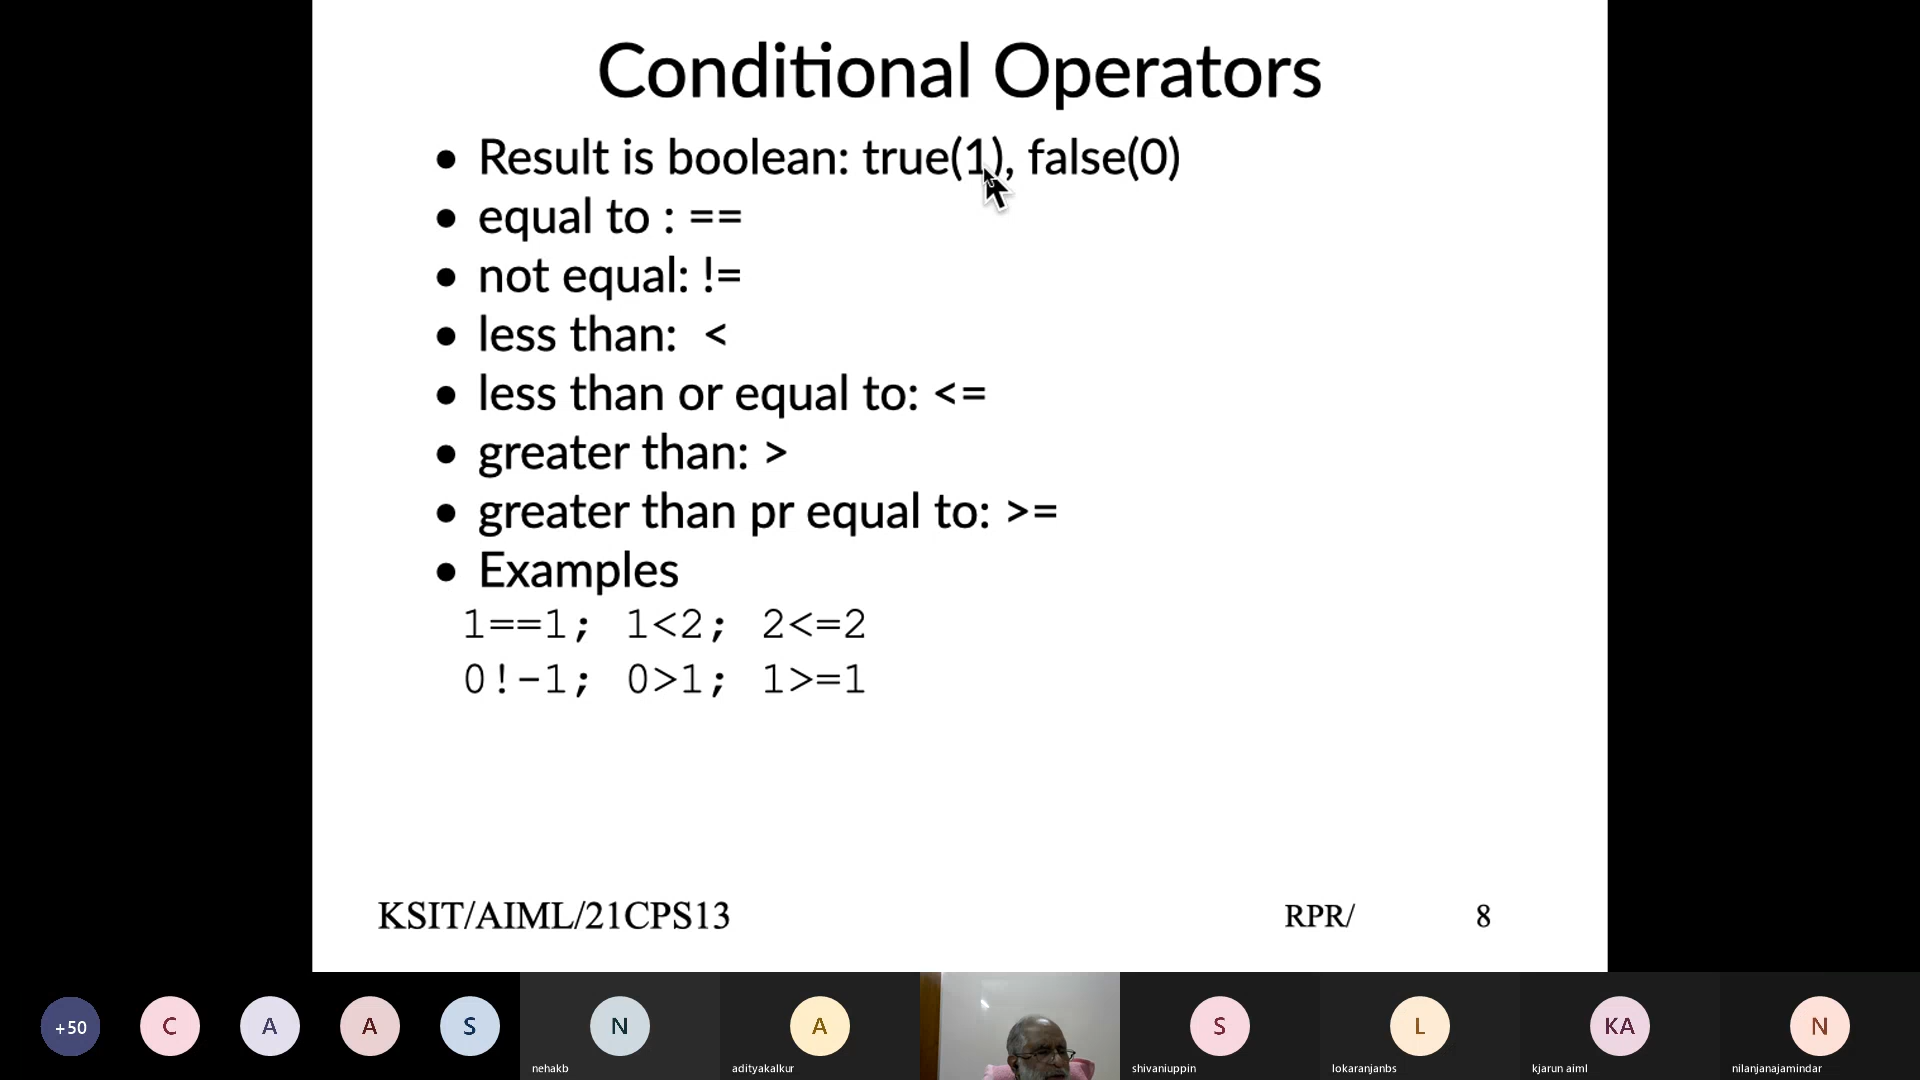 Conditional Operators
• Result is boolean: true(1), false(0)
• equal to : ==
• not equal: !=
• less than: <
• less than or equal to: <=
• greater than: >
• greater than pr equal to: >=
• Examples
1==1; 1<2; 2<=2
0!-1; 0>1; 1>=1
KSIT/AIML/21CPS13 RPR/ 8
+50 C A A S N A S L KA N
nehakb adityakalkur shivaniuppin lokaranjanbs kjarun aiml nilanjanajamindar